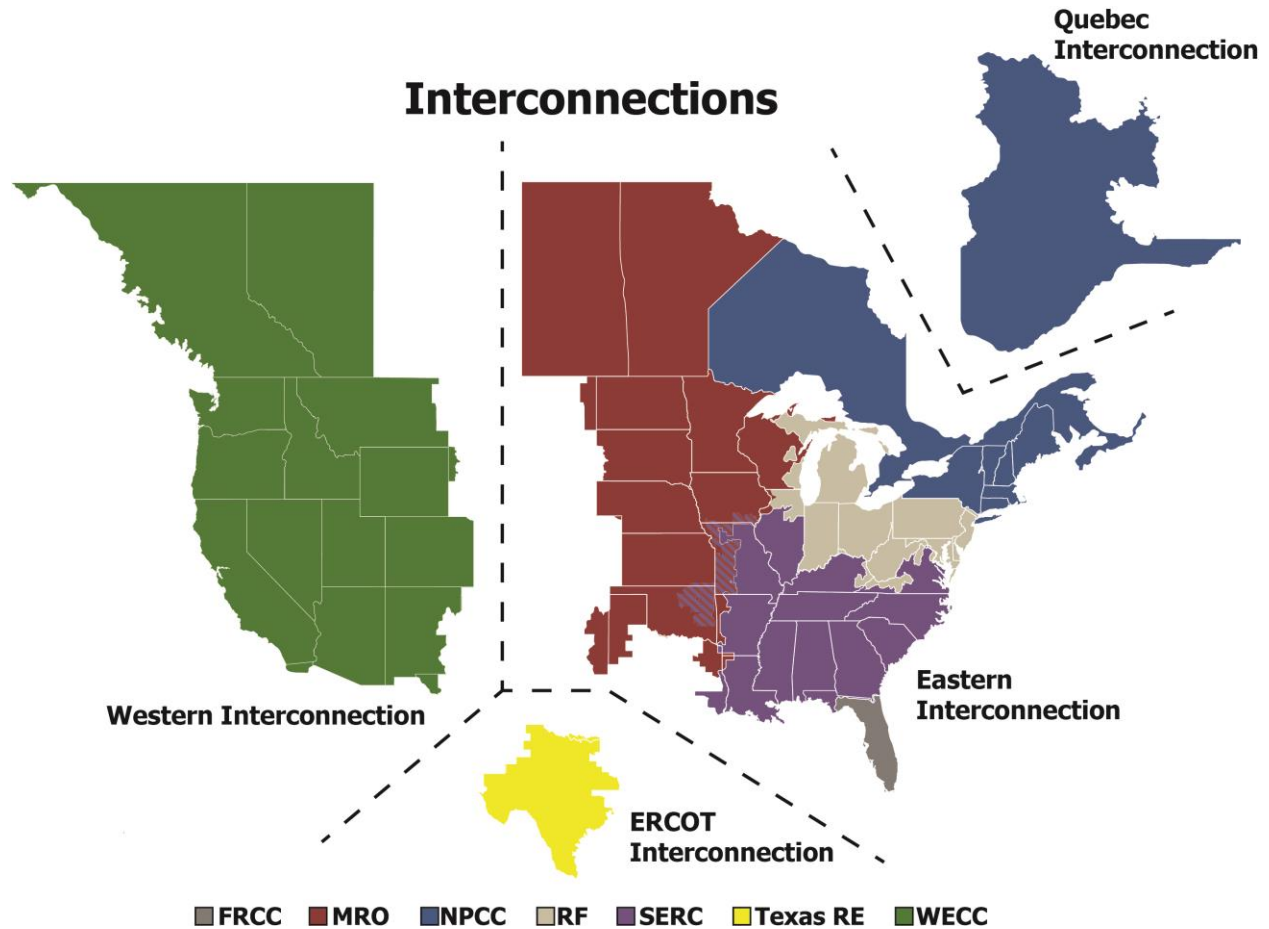 Quebec
Interconnection
Interconnections
Western Interconnection
Eastern
Interconnection
ERCOT
Interconnection
FRCC MRO NPCC RF SERC Texas RE WECC